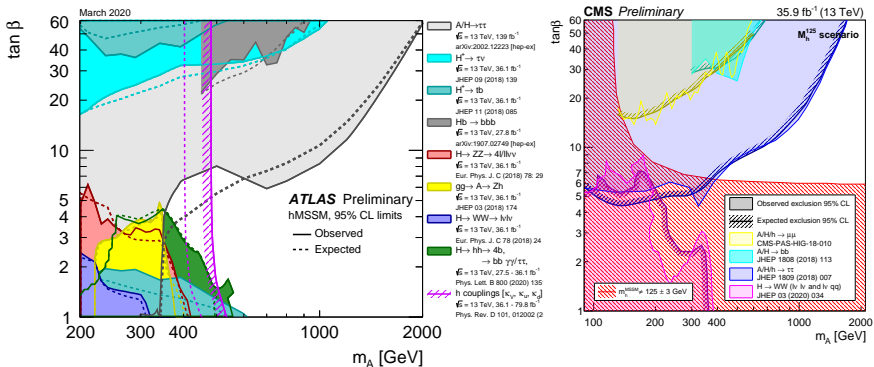 March 2020
tan β
60
40
30
20
10
6
5
4
3
2
1
200
300
400
1000
2000
m_A [GeV]
ATLAS Preliminary
hMSSM, 95% CL limits
Observed
Expected
A/H→ττ
√s = 13 TeV, 139 fb⁻¹
arXiv:2002.12223 [hep-ex]
H⁺→ τν
√s = 13 TeV, 36.1 fb⁻¹
JHEP 09 (2018) 139
H⁺→ tb
√s = 13 TeV, 36.1 fb⁻¹
JHEP 11 (2018) 085
Hb→ bbb
√s = 13 TeV, 27.8 fb⁻¹
arXiv:1907.02749 [hep-ex]
H→ ZZ→ 4l/llνν
√s = 13 TeV, 36.1 fb⁻¹
Eur. Phys. J. C (2018) 78: 29
gg→ A→ Zh
√s = 13 TeV, 36.1 fb⁻¹
JHEP 03 (2018) 174
H→ WW→ lνlν
√s = 13 TeV, 36.1 fb⁻¹
Eur. Phys. J. C 78 (2018) 24
H→ hh→ 4b,
→ bb γγ/ττ,
√s = 13 TeV, 27.5 - 36.1 fb⁻¹
Phys. Lett. B 800 (2020) 135
h couplings [κ_v, κ_u, κ_d]
√s = 13 TeV, 36.1 - 79.8 fb⁻¹
Phys. Rev. D 101, 012002 (2
CMS Preliminary
35.9 fb⁻¹ (13 TeV)
tan β
60
40
20
10
6
4
2
1
M_h^125 scenario
Observed exclusion 95% CL
Expected exclusion 95% CL
A/H/h → μμ
CMS-PAS-HIG-18-010
A/H → bb
JHEP 1808 (2018) 113
A/H/h → ττ
JHEP 1809 (2018) 007
H → WW (lν lν and lν qq)
JHEP 03 (2020) 034
m_h^MSSM ≠ 125 ± 3 GeV
100
200
400
1000
2000
m_A [GeV]